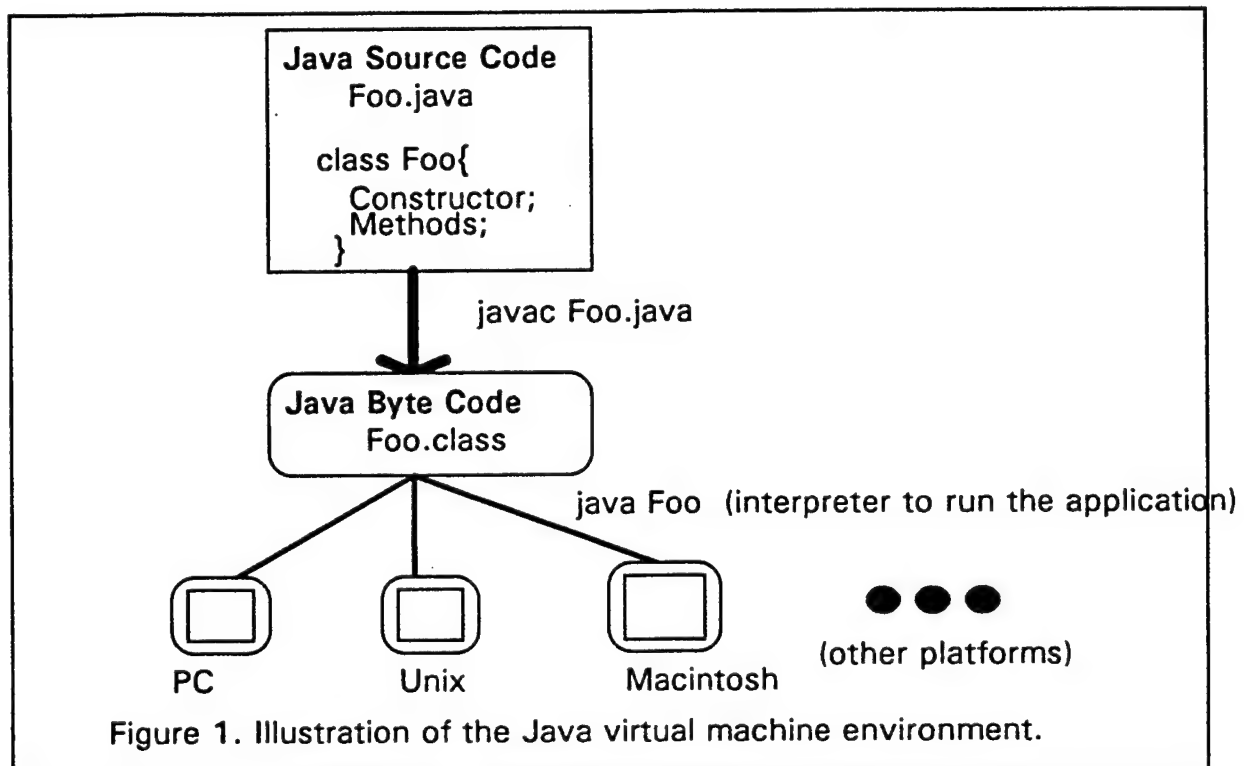 Java Source Code
Foo.java
class Foo{
Constructor;
Methods;
}
javac Foo.java
Java Byte Code
Foo.class
java Foo (interpreter to run the application)
PC
Unix
Macintosh
(other platforms)
Figure 1. Illustration of the Java virtual machine environment.